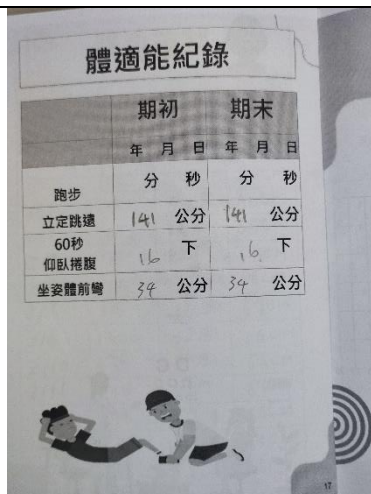 體適能紀錄
期初 期末
年 月 日 年 月 日
跑步 分 秒 分 秒
立定跳遠 141 公分 141 公分
60秒
仰臥捲腹 16 下 16 下
坐姿體前彎 34 公分 34 公分
17